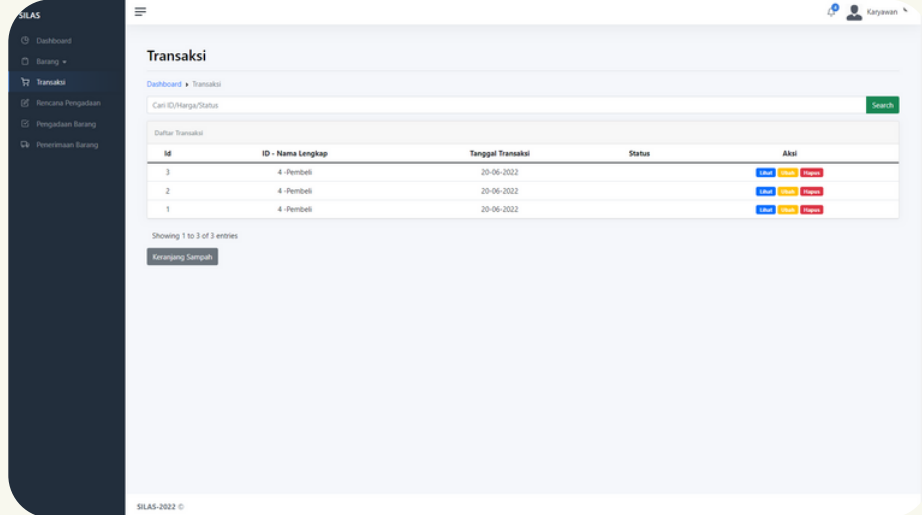 SILAS
Dashboard
Barang
Transaksi
Rencana Pengadaan
Pengadaan Barang
Penerimaan Barang
4
Karyawan
Transaksi
Dashboard Transaksi
Cari ID/Harga/Status
Search
Daftar Transaksi
Id ID - Nama Lengkap Tanggal Transaksi Status Aksi
3 4 -Pembeli 20-06-2022 Lihat Ubah Hapus
2 4 -Pembeli 20-06-2022 Lihat Ubah Hapus
1 4 -Pembeli 20-06-2022 Lihat Ubah Hapus
Showing 1 to 3 of 3 entries
Keranjang Sampah
SILAS-2022 ©